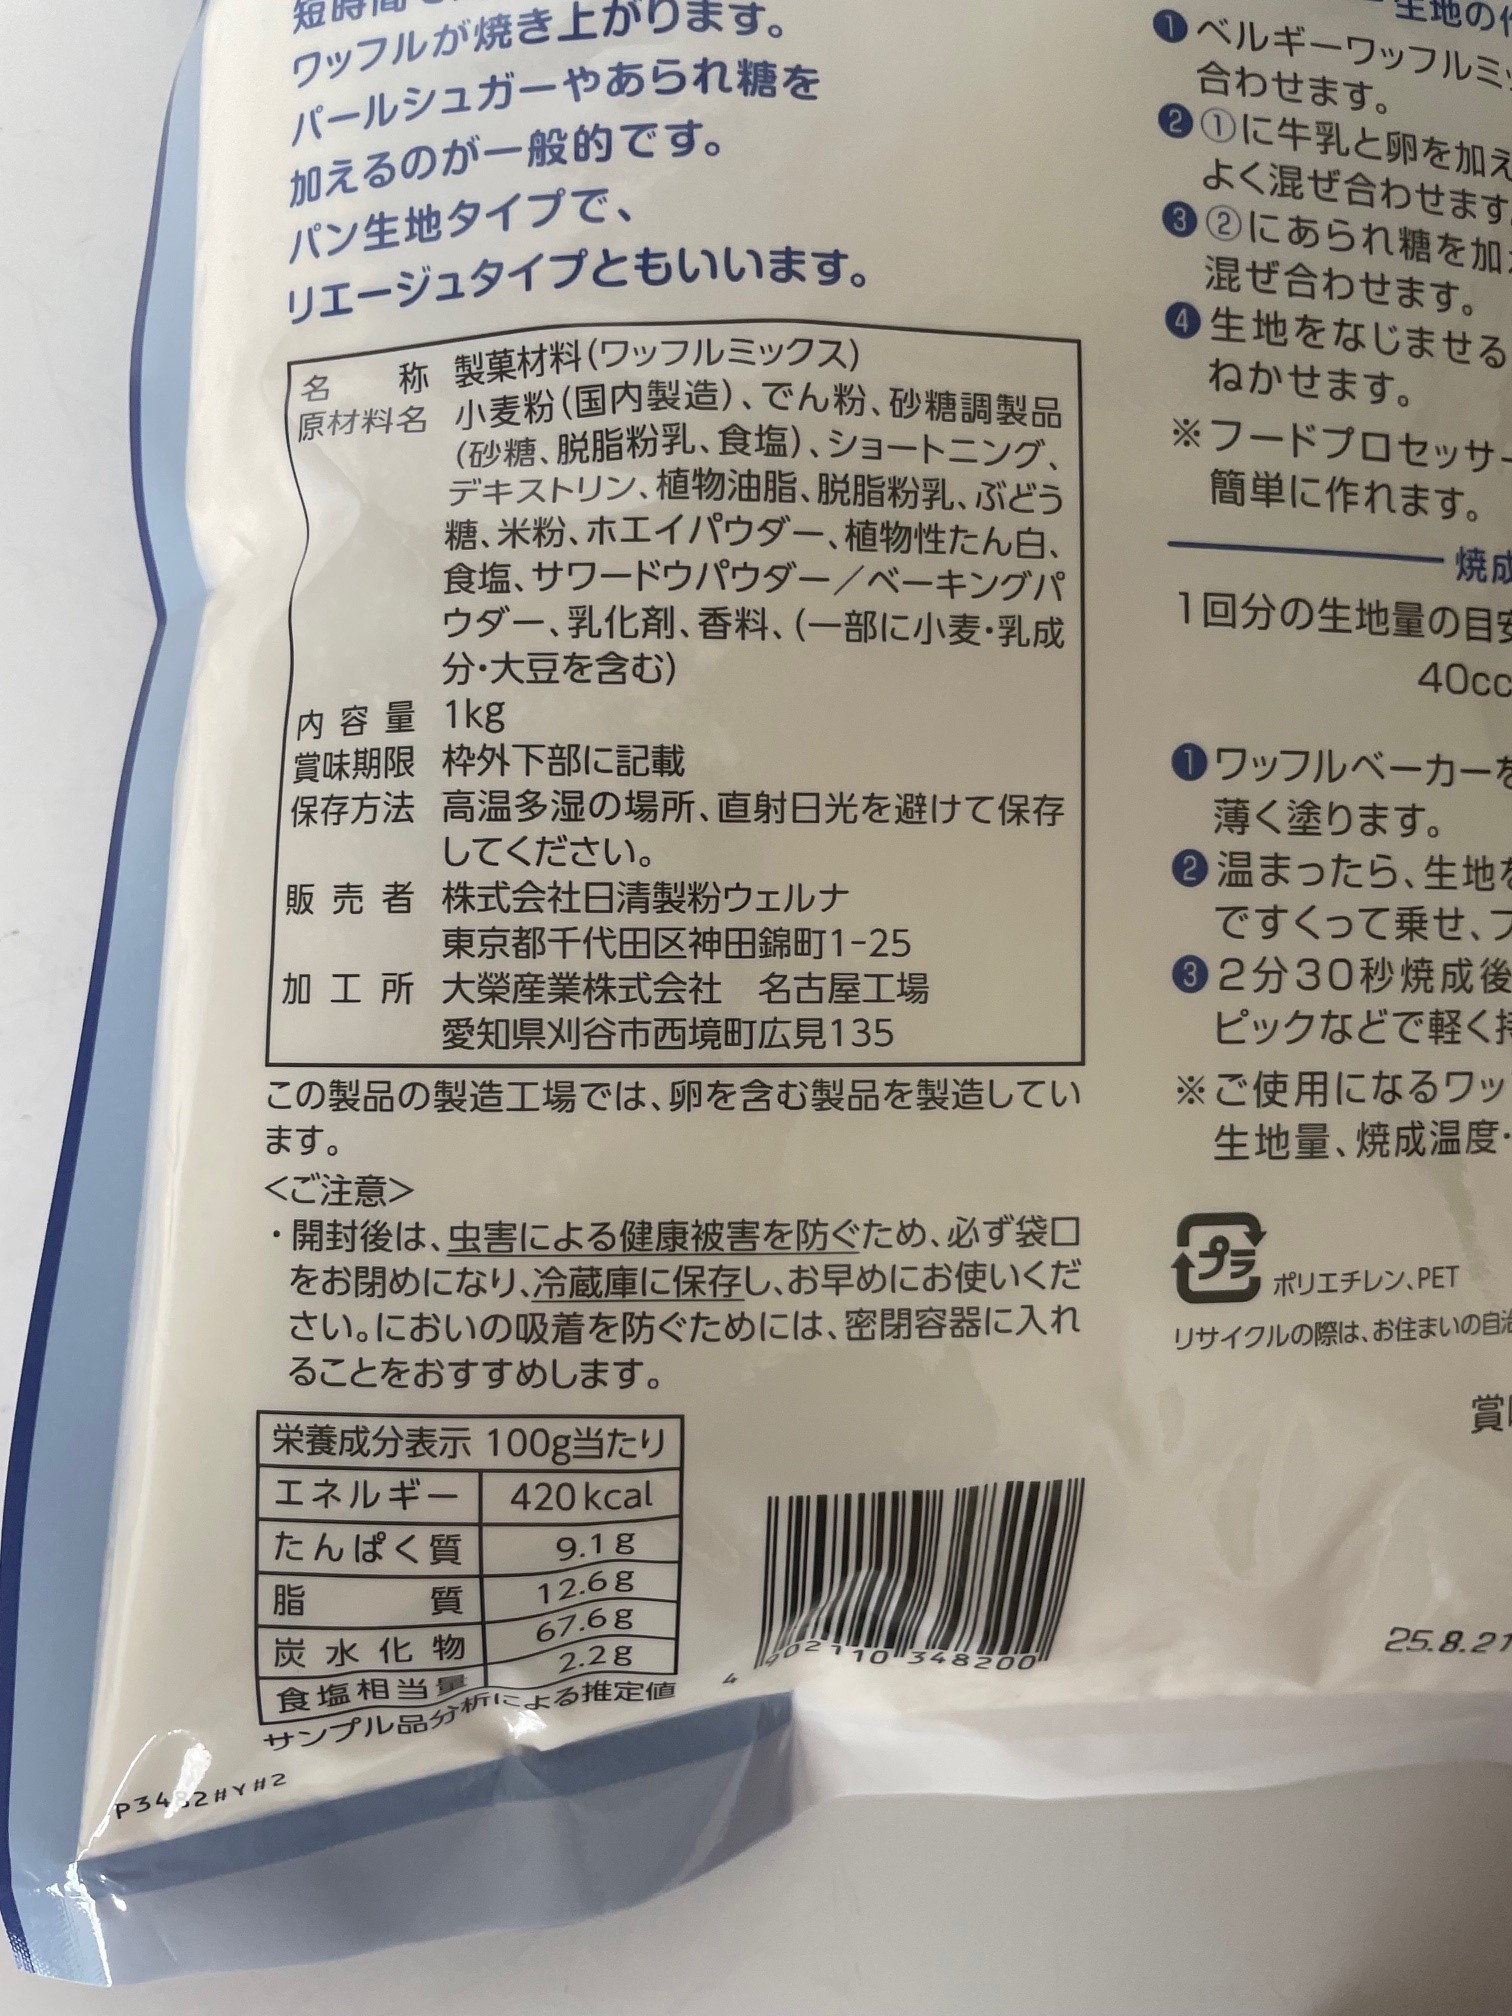 短時間
ワッフルが焼き上がります。
パールシュガーやあられ糖を
加えるのが一般的です。
パン生地タイプで、
リエージュタイプともいいます。
名称 製菓材料(ワッフルミックス)
原材料名 小麦粉(国内製造)、でん粉、砂糖調製品
(砂糖、脱脂粉乳、食塩)、ショートニング、
デキストリン、植物油脂、脱脂粉乳、ぶどう
糖、米粉、ホエイパウダー、植物性たん白、
食塩、サワードウパウダー/ベーキングパ
ウダー、乳化剤、香料、(一部に小麦・乳成
分・大豆を含む)
内容量 1kg
賞味期限 枠外下部に記載
保存方法 高温多湿の場所、直射日光を避けて保存
してください。
販売者 株式会社日清製粉ウェルナ
東京都千代田区神田錦町1-25
加工所 大榮産業株式会社 名古屋工場
愛知県刈谷市西境町広見135
この製品の製造工場では、卵を含む製品を製造してい
ます。
<ご注意>
・開封後は、虫害による健康被害を防ぐため、必ず袋口
をお閉めになり、冷蔵庫に保存し、お早めにお使いくだ
さい。においの吸着を防ぐためには、密閉容器に入れ
ることをおすすめします。
栄養成分表示 100g当たり
エネルギー 420kcal
たんぱく質 9.1g
脂質 12.6g
炭水化物 67.6g
食塩相当量 2.2g
サンプル品分析による推定値
4 902110 348200
生地の
❶ベルギーワッフルミ
合わせます。
❷①に牛乳と卵を加え
よく混ぜ合わせます
❸②にあられ糖を加
混ぜ合わせます。
❹生地をなじませる
ねかせます。
※フードプロセッサー
簡単に作れます。
焼成
1回分の生地量の目安
40cc
❶ワッフルベーカーを
薄く塗ります。
❷温まったら、生地を
ですくって乗せ、フ
❸2分30秒焼成後
ピックなどで軽く持
※ご使用になるワッ
生地量、焼成温度・
プラ
ポリエチレン、PET
リサイクルの際は、お住まいの自治
賞
25.8.21